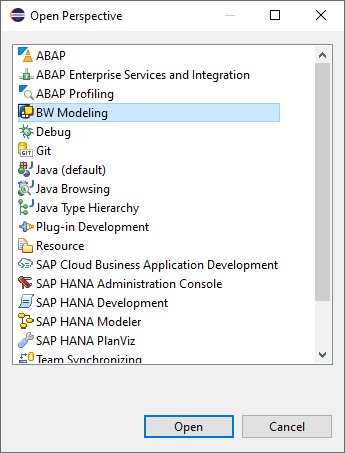 Open Perspective
ABAP
ABAP Enterprise Services and Integration
ABAP Profiling
BW Modeling
Debug
Git
Java (default)
Java Browsing
Java Type Hierarchy
Plug-in Development
Resource
SAP Cloud Business Application Development
SAP HANA Administration Console
SAP HANA Development
SAP HANA Modeler
SAP HANA PlanViz
Team Synchronizing
Open Cancel